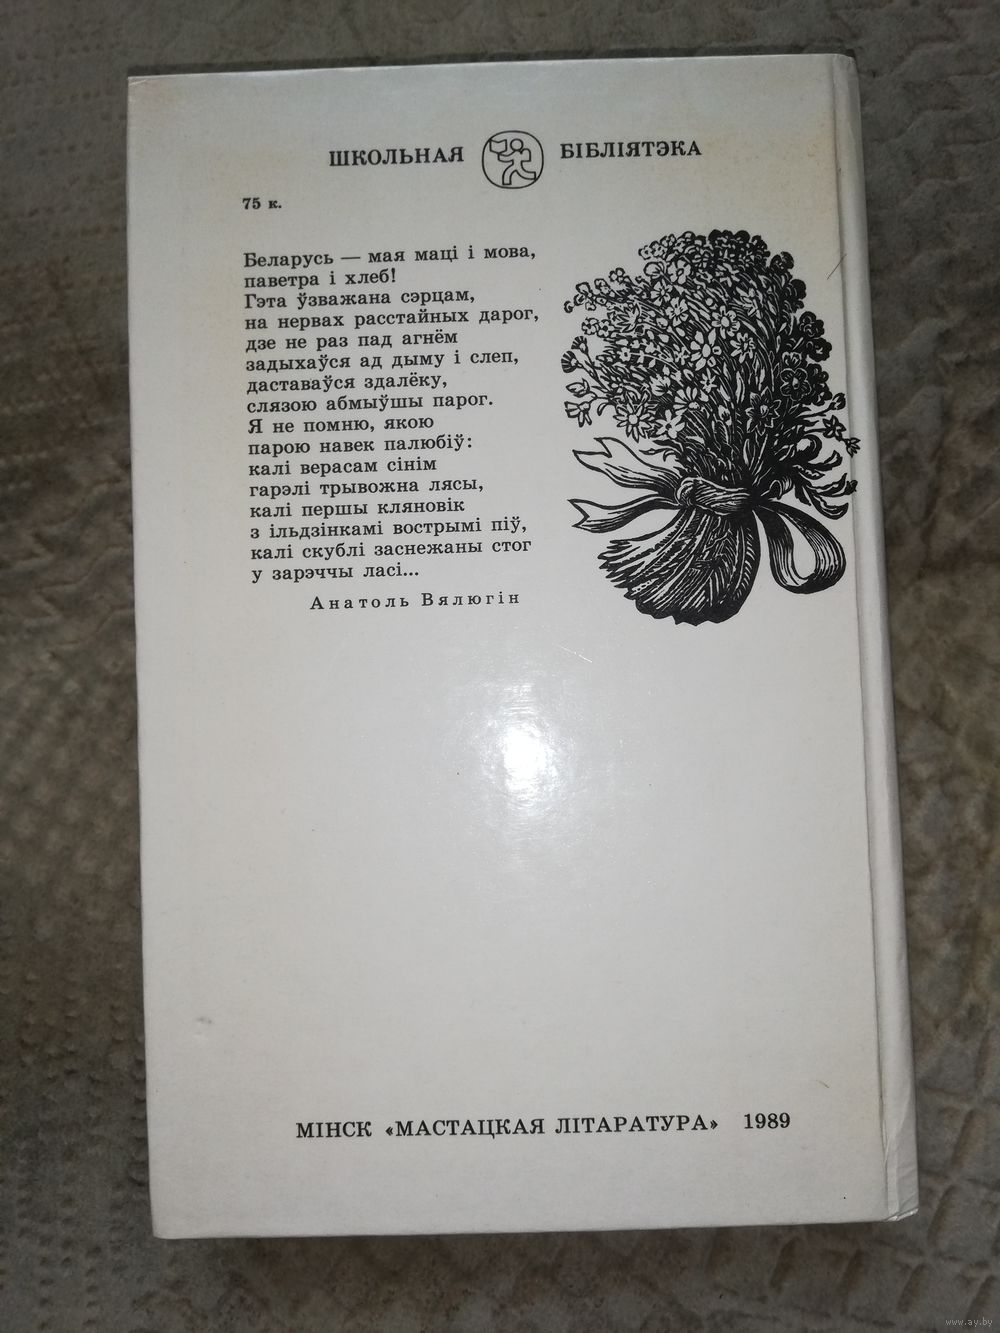 ШКОЛЬНАЯ БІБЛІЯТЭКА
75 к.
Беларусь — мая маці і мова,
паветра і хлеб!
Гэта ўзважана сэрцам,
на нервах расстайных дарог,
дзе не раз пад агнём
задыхаўся ад дыму і слеп,
даставаўся здалёку,
слязою абмыўшы парог.
Я не помню, якою
парою навек палюбіў:
калі верасам сінім
гарэлі трывожна лясы,
калі першы кляновік
з ільдзінкамі вострымі піў,
калі скублі заснежаны стог
у зарэччы ласі...
Анатоль Вялюгін
МІНСК «МАСТАЦКАЯ ЛІТАРАТУРА» 1989
www.ay.by